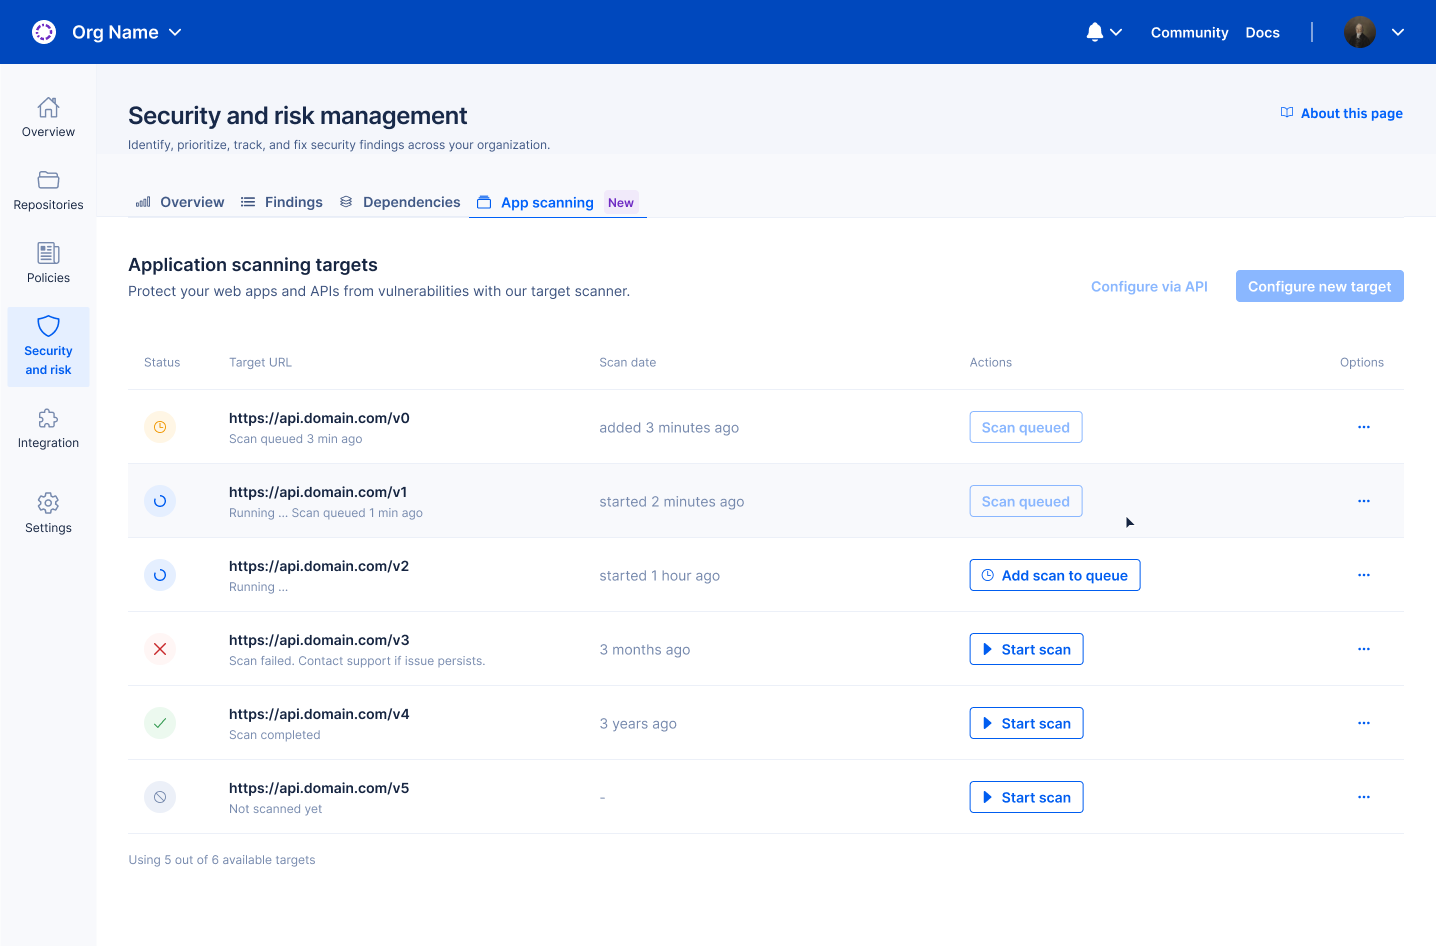 Org Name
Community
Docs
Overview
Repositories
Policies
Security
and risk
Integration
Settings
Security and risk management
Identify, prioritize, track, and fix security findings across your organization.
About this page
Overview
Findings
Dependencies
App scanning
New
Application scanning targets
Protect your web apps and APIs from vulnerabilities with our target scanner.
Configure via API
Configure new target
Status
Target URL
Scan date
Actions
Options
https://api.domain.com/v0
Scan queued 3 min ago
added 3 minutes ago
Scan queued
https://api.domain.com/v1
Running ... Scan queued 1 min ago
started 2 minutes ago
Scan queued
https://api.domain.com/v2
Running ...
started 1 hour ago
Add scan to queue
https://api.domain.com/v3
Scan failed. Contact support if issue persists.
3 months ago
Start scan
https://api.domain.com/v4
Scan completed
3 years ago
Start scan
https://api.domain.com/v5
Not scanned yet
-
Start scan
Using 5 out of 6 available targets